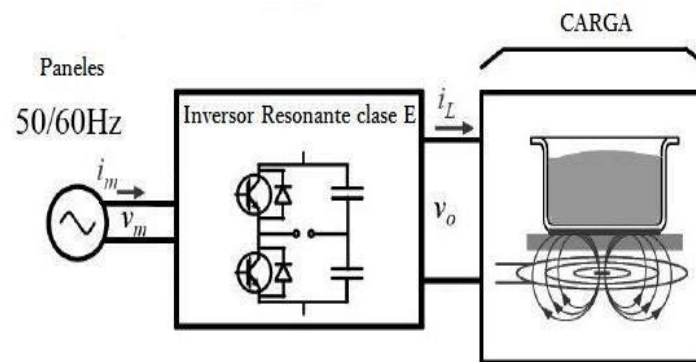 CARGA
Paneles
50/60Hz
Inversor Resonante clase E
i_L
i_m
v_m
v_o